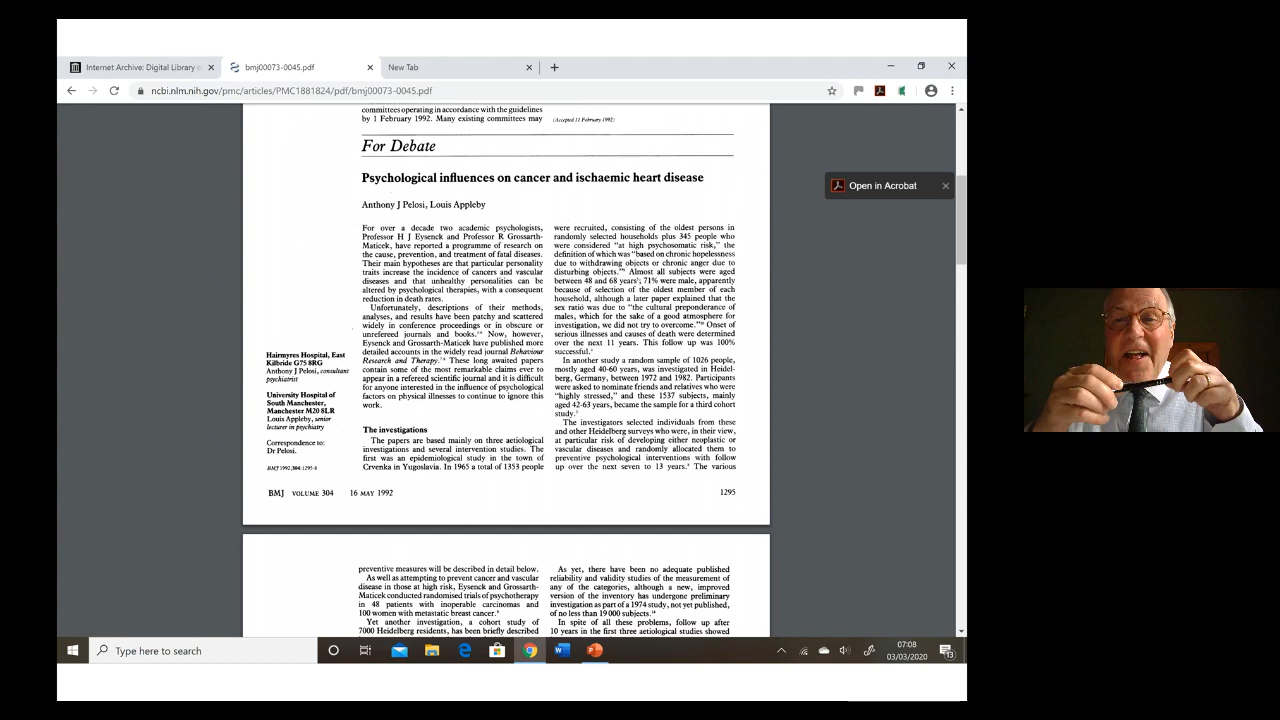 Internet Archive: Digital Library o
bmj00073-0045.pdf
New Tab
ncbi.nlm.nih.gov/pmc/articles/PMC1881824/pdf/bmj00073-0045.pdf
Open in Acrobat
committees operating in accordance with the guidelines
by 1 February 1992. Many existing committees may
(Accepted 11 February 1992)
For Debate
Psychological influences on cancer and ischaemic heart disease
Anthony J Pelosi, Louis Appleby
For over a decade two academic psychologists,
Professor H J Eysenck and Professor R Grossarth-
Maticek, have reported a programme of research on
the cause, prevention, and treatment of fatal diseases.
Their main hypotheses are that particular personality
traits increase the incidence of cancers and vascular
diseases and that unhealthy personalities can be
altered by psychological therapies, with a consequent
reduction in death rates.
Unfortunately, descriptions of their methods,
analyses, and results have been patchy and scattered
widely in conference proceedings or in obscure or
unrefereed journals and books. Now, however,
Eysenck and Grossarth-Maticek have published more
detailed accounts in the widely read journal Behaviour
Research and Therapy. These long awaited papers
contain some of the most remarkable claims ever to
appear in a refereed scientific journal and it is difficult
for anyone interested in the influence of psychological
factors on physical illnesses to continue to ignore this
work.
The investigations
The papers are based mainly on three aetiological
investigations and several intervention studies. The
first was an epidemiological study in the town of
Crvenka in Yugoslavia. In 1965 a total of 1353 people
were recruited, consisting of the oldest persons in
randomly selected households plus 345 people who
were considered "at high psychosomatic risk," the
definition of which was "based on chronic hopelessness
due to withdrawing objects or chronic anger due to
disturbing objects." Almost all subjects were aged
between 48 and 68 years; 71% were male, apparently
because of selection of the oldest member of each
household, although a later paper explained that the
sex ratio was due to "the cultural preponderance of
males, which for the sake of a good atmosphere for
investigation, we did not try to overcome." Onset of
serious illnesses and causes of death were determined
over the next 11 years. This follow up was 100%
successful.
In another study a random sample of 1026 people,
mostly aged 40-60 years, was investigated in Heidel-
berg, Germany, between 1972 and 1982. Participants
were asked to nominate friends and relatives who were
"highly stressed," and these 1537 subjects, mainly
aged 42-63 years, became the sample for a third cohort
study.
The investigators selected individuals from these
and other Heidelberg surveys who were, in their view,
at particular risk of developing either neoplastic or
vascular diseases and randomly allocated them to
preventive psychological interventions with follow
up over the next seven to 13 years. The various
Hairmyres Hospital, East
Kilbride G75 8RG
Anthony J Pelosi, consultant
psychiatrist
University Hospital of
South Manchester,
Manchester M20 8LR
Louis Appleby, senior
lecturer in psychiatry
Correspondence to:
Dr Pelosi.
BMJ 1992;304:1295-8
BMJ VOLUME 304 16 MAY 1992
1295
preventive measures will be described in detail below.
As well as attempting to prevent cancer and vascular
disease in those at high risk, Eysenck and Grossarth-
Maticek conducted randomised trials of psychotherapy
in 48 patients with inoperable carcinomas and
100 women with metastatic breast cancer.
Yet another investigation, a cohort study of
7000 Heidelberg residents, has been briefly described
As yet, there have been no adequate published
reliability and validity studies of the measurement of
any of the categories, although a new, improved
version of the inventory has undergone preliminary
investigation as part of a 1974 study, not yet published,
of no less than 19 000 subjects.
In spite of all these problems, follow up after
10 years in the first three aetiological studies showed
Type here to search
07:08
03/03/2020
13